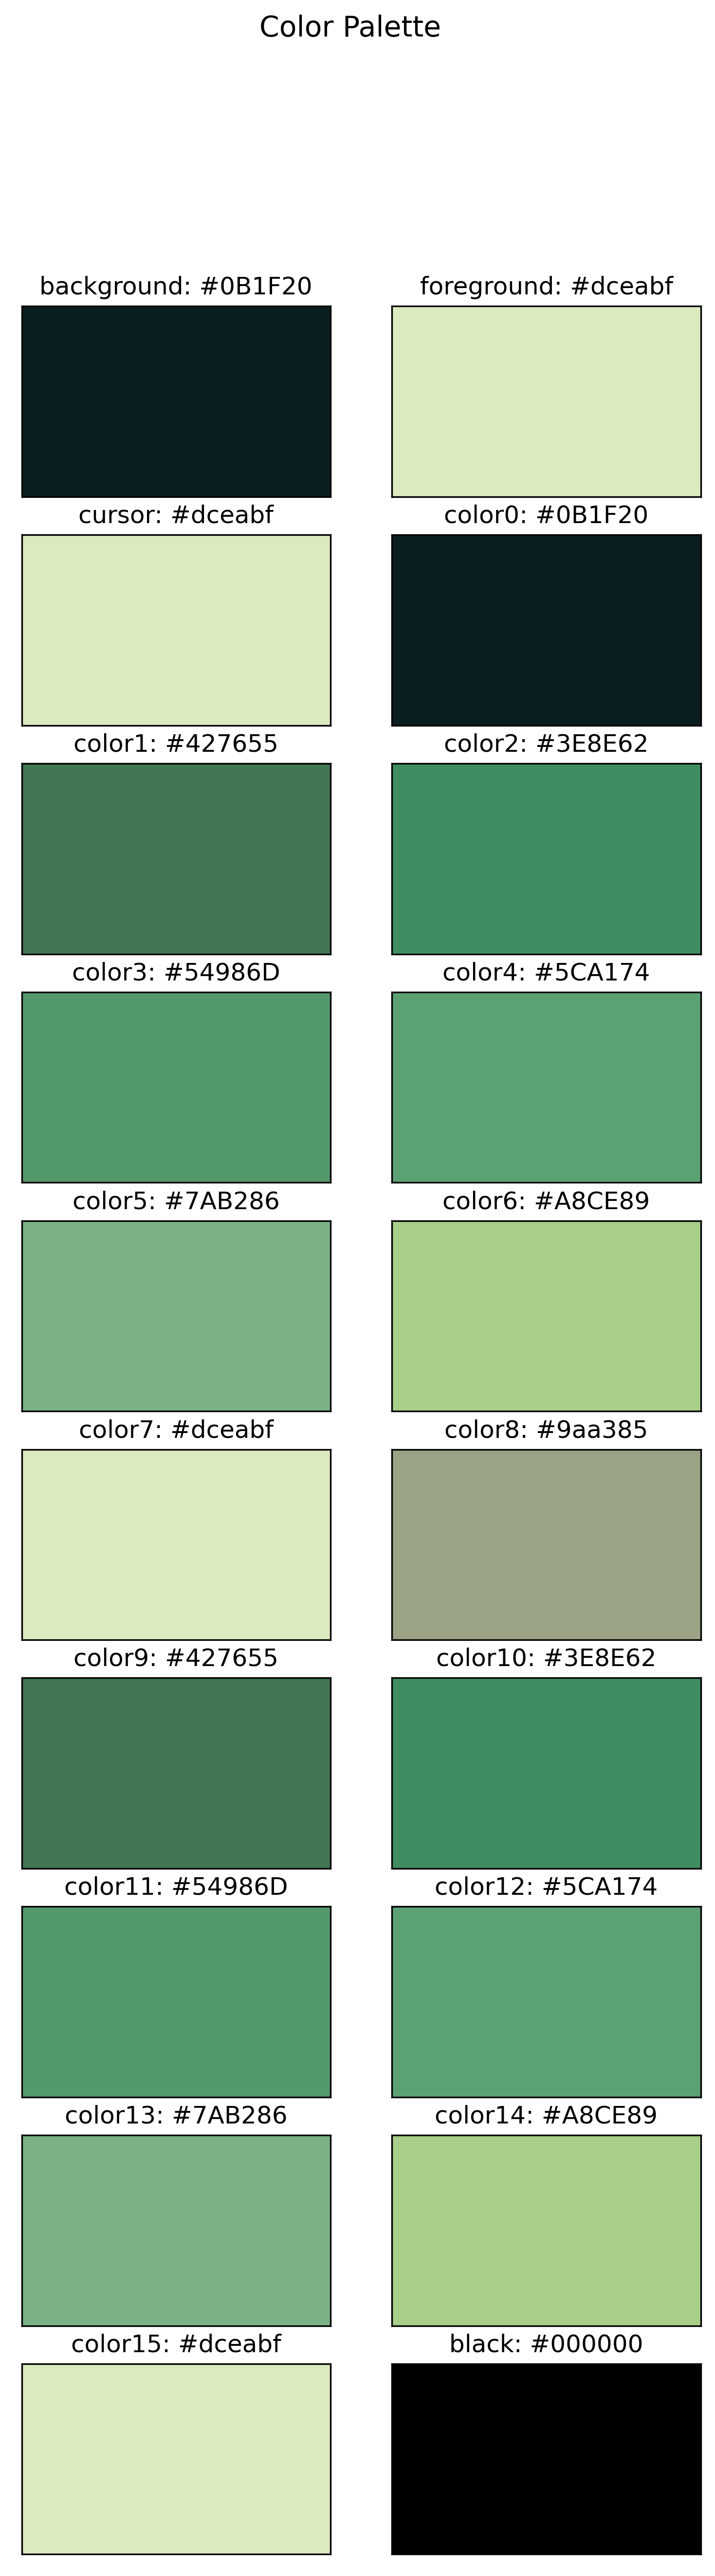 Color Palette
background: #0B1F20
foreground: #dceabf
cursor: #dceabf
color0: #0B1F20
color1: #427655
color2: #3E8E62
color3: #54986D
color4: #5CA174
color5: #7AB286
color6: #A8CE89
color7: #dceabf
color8: #9aa385
color9: #427655
color10: #3E8E62
color11: #54986D
color12: #5CA174
color13: #7AB286
color14: #A8CE89
color15: #dceabf
black: #000000